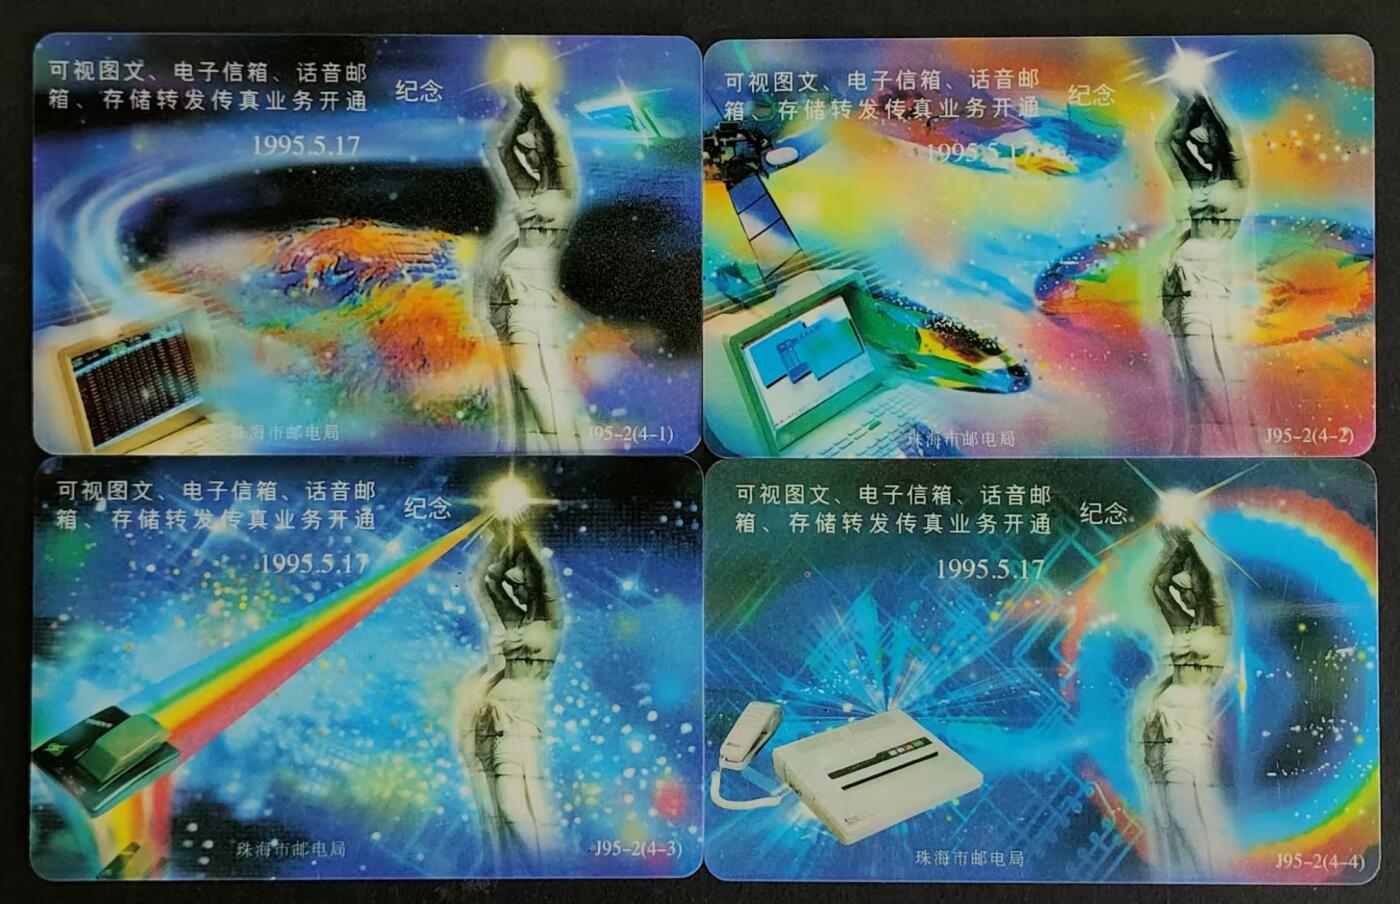 可视图文、电子信箱、话音邮
箱、存储转发传真业务开通
纪念
1995.5.17
珠海市邮电局
J95-2(4-1)
可视图文、电子信箱、话音邮
箱、存储转发传真业务开通
纪念
1995.5.17
珠海市邮电局
J95-2(4-2)
可视图文、电子信箱、话音邮
箱、存储转发传真业务开通
纪念
1995.5.17
珠海市邮电局
J95-2(4-3)
可视图文、电子信箱、话音邮
箱、存储转发传真业务开通
纪念
1995.5.17
珠海市邮电局
J95-2(4-4)